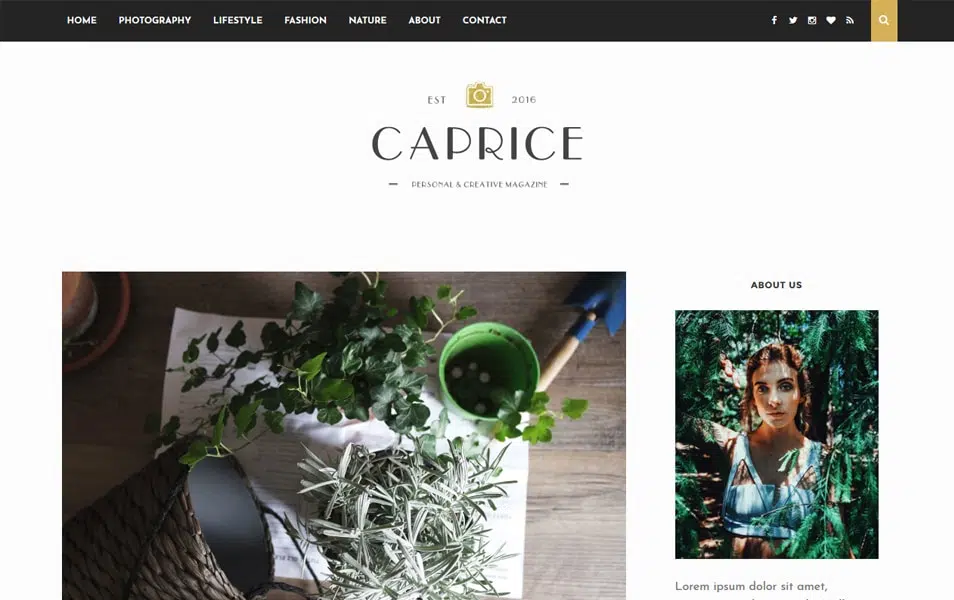 HOME PHOTOGRAPHY LIFESTYLE FASHION NATURE ABOUT CONTACT
EST 2016
CAPRICE
PERSONAL & CREATIVE MAGAZINE
ABOUT US
Lorem ipsum dolor sit amet,